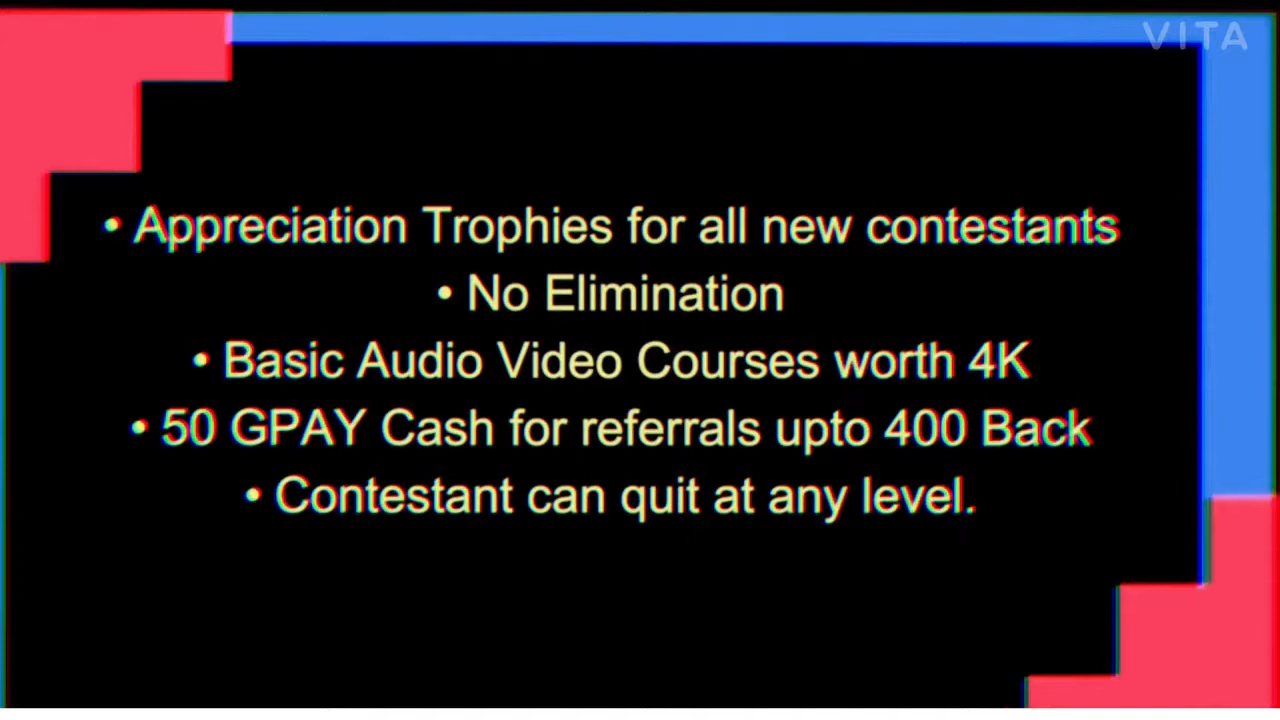 VITA
• Appreciation Trophies for all new contestants
• No Elimination
• Basic Audio Video Courses worth 4K
• 50 GPAY Cash for referrals upto 400 Back
• Contestant can quit at any level.